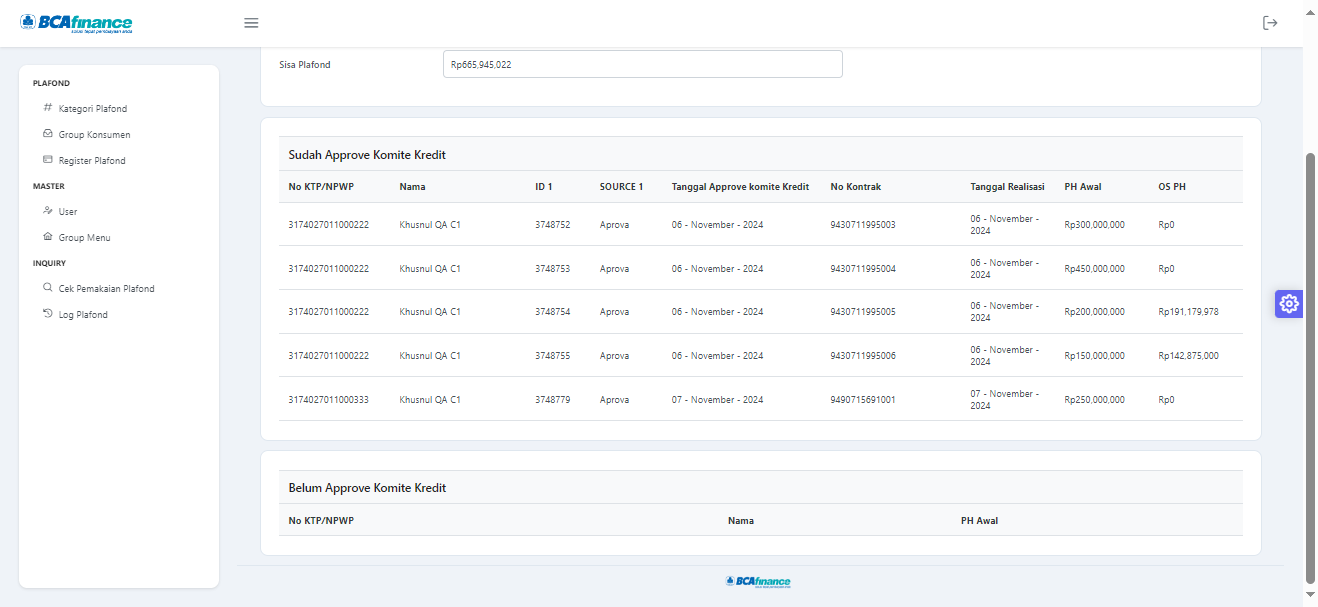 BCAfinance
solusi tepat pembiayaan anda
Sisa Plafond Rp665,945,022
PLAFOND
Kategori Plafond
Group Konsumen
Register Plafond
MASTER
User
Group Menu
INQUIRY
Cek Pemakaian Plafond
Log Plafond
Sudah Approve Komite Kredit
No KTP/NPWP Nama ID 1 SOURCE 1 Tanggal Approve komite Kredit No Kontrak Tanggal Realisasi PH Awal OS PH
3174027011000222 Khusnul QA C1 3748752 Aprova 06 - November - 2024 9430711995003 06 - November - 2024 Rp300,000,000 Rp0
3174027011000222 Khusnul QA C1 3748753 Aprova 06 - November - 2024 9430711995004 06 - November - 2024 Rp450,000,000 Rp0
3174027011000222 Khusnul QA C1 3748754 Aprova 06 - November - 2024 9430711995005 06 - November - 2024 Rp200,000,000 Rp191,179,978
3174027011000222 Khusnul QA C1 3748755 Aprova 06 - November - 2024 9430711995006 06 - November - 2024 Rp150,000,000 Rp142,875,000
3174027011000333 Khusnul QA C1 3748779 Aprova 07 - November - 2024 9490715691001 07 - November - 2024 Rp250,000,000 Rp0
Belum Approve Komite Kredit
No KTP/NPWP Nama PH Awal
BCAfinance